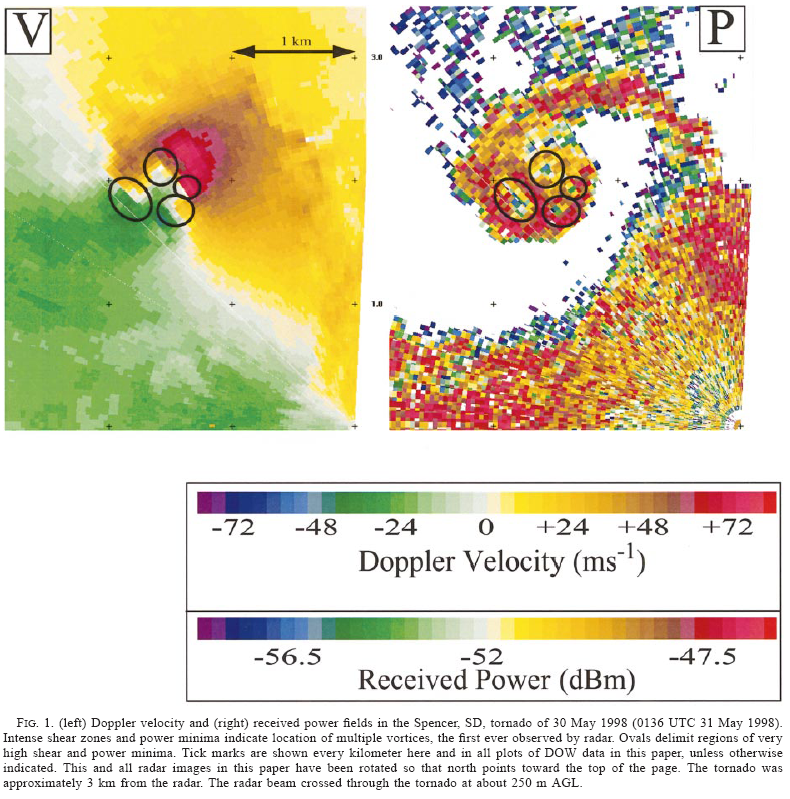 V
1 km
3.0
P
1.0
-72 -48 -24 0 +24 +48 +72
Doppler Velocity (ms-1)
-56.5 -52 -47.5
Received Power (dBm)
FIG. 1. (left) Doppler velocity and (right) received power fields in the Spencer, SD, tornado of 30 May 1998 (0136 UTC 31 May 1998).
Intense shear zones and power minima indicate location of multiple vortices, the first ever observed by radar. Ovals delimit regions of very
high shear and power minima. Tick marks are shown every kilometer here and in all plots of DOW data in this paper, unless otherwise
indicated. This and all radar images in this paper have been rotated so that north points toward the top of the page. The tornado was
approximately 3 km from the radar. The radar beam crossed through the tornado at about 250 m AGL.